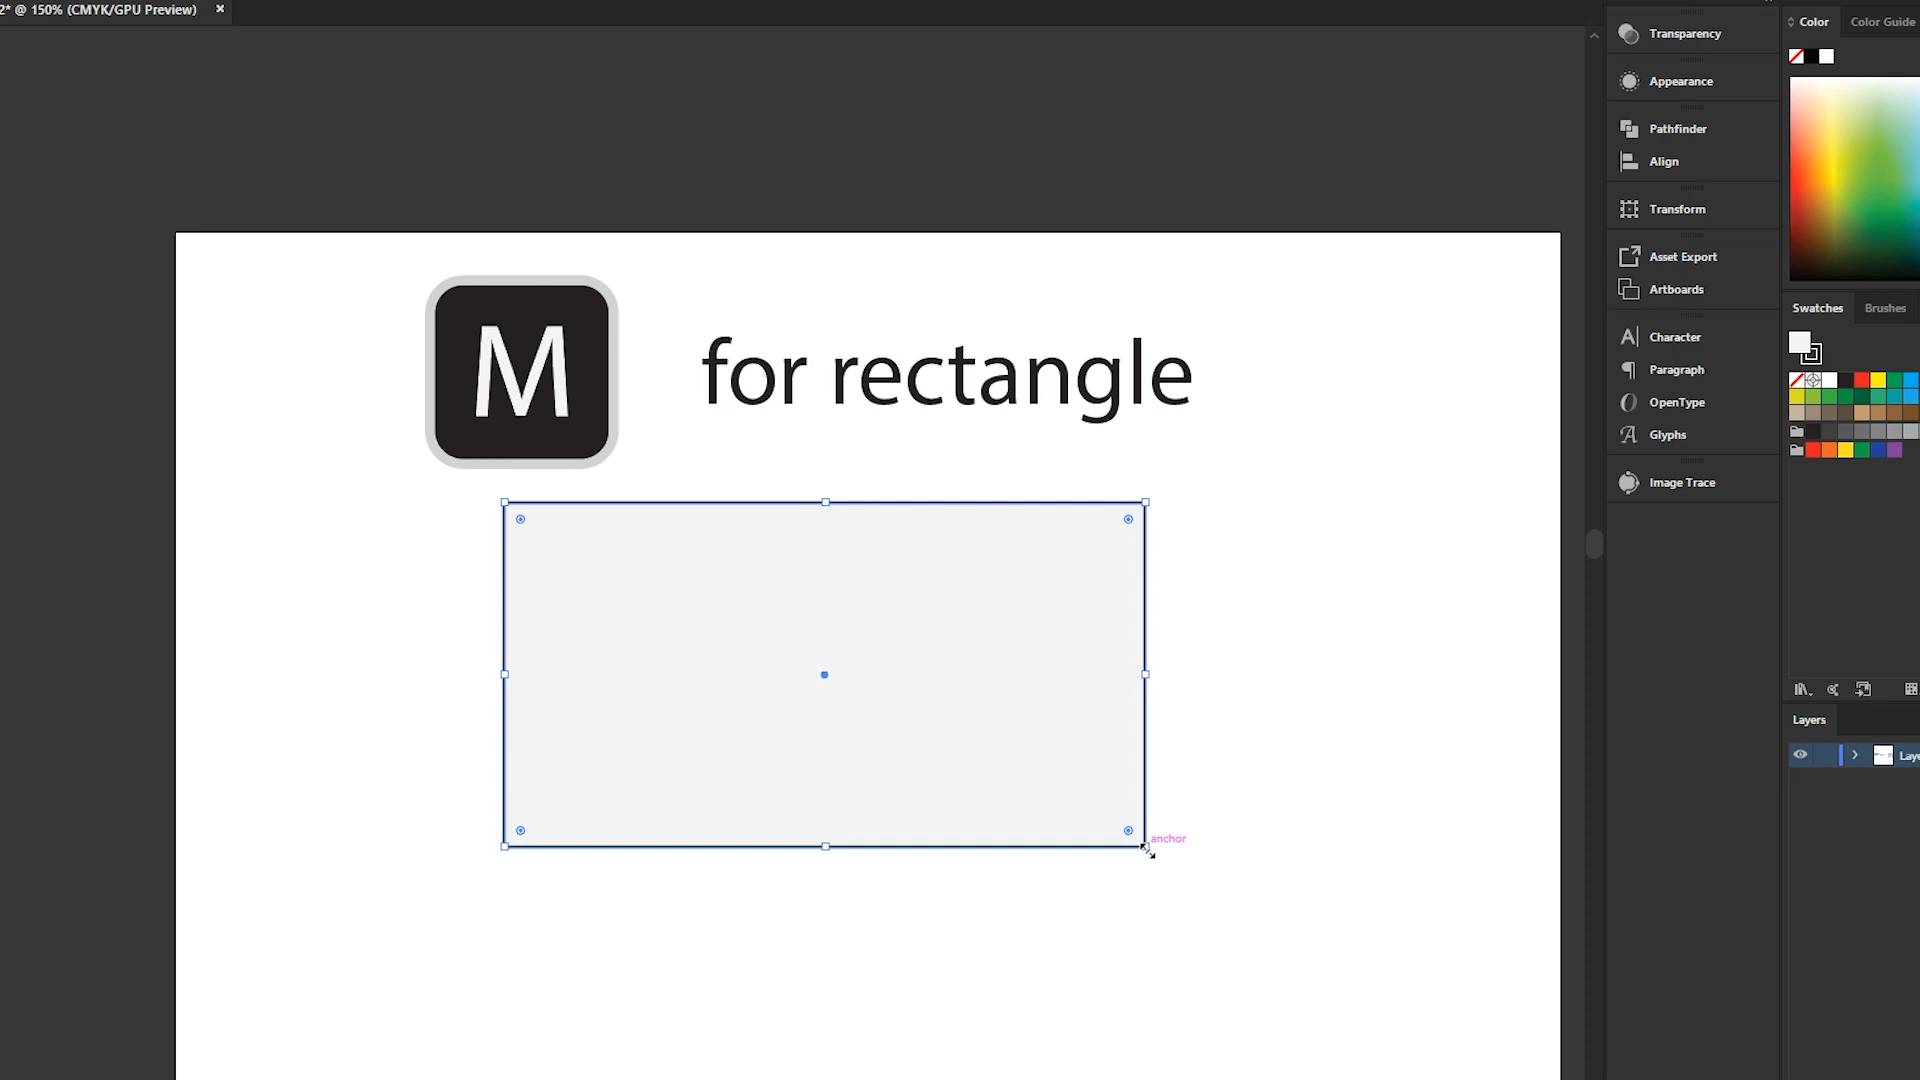 2* @ 150% (CMYK/GPU Preview) ×
Transparency
Appearance
Pathfinder
Align
Transform
Asset Export
Artboards
Character
Paragraph
OpenType
Glyphs
Image Trace
Color Color Guide
Swatches Brushes
Layers
M for rectangle
anchor